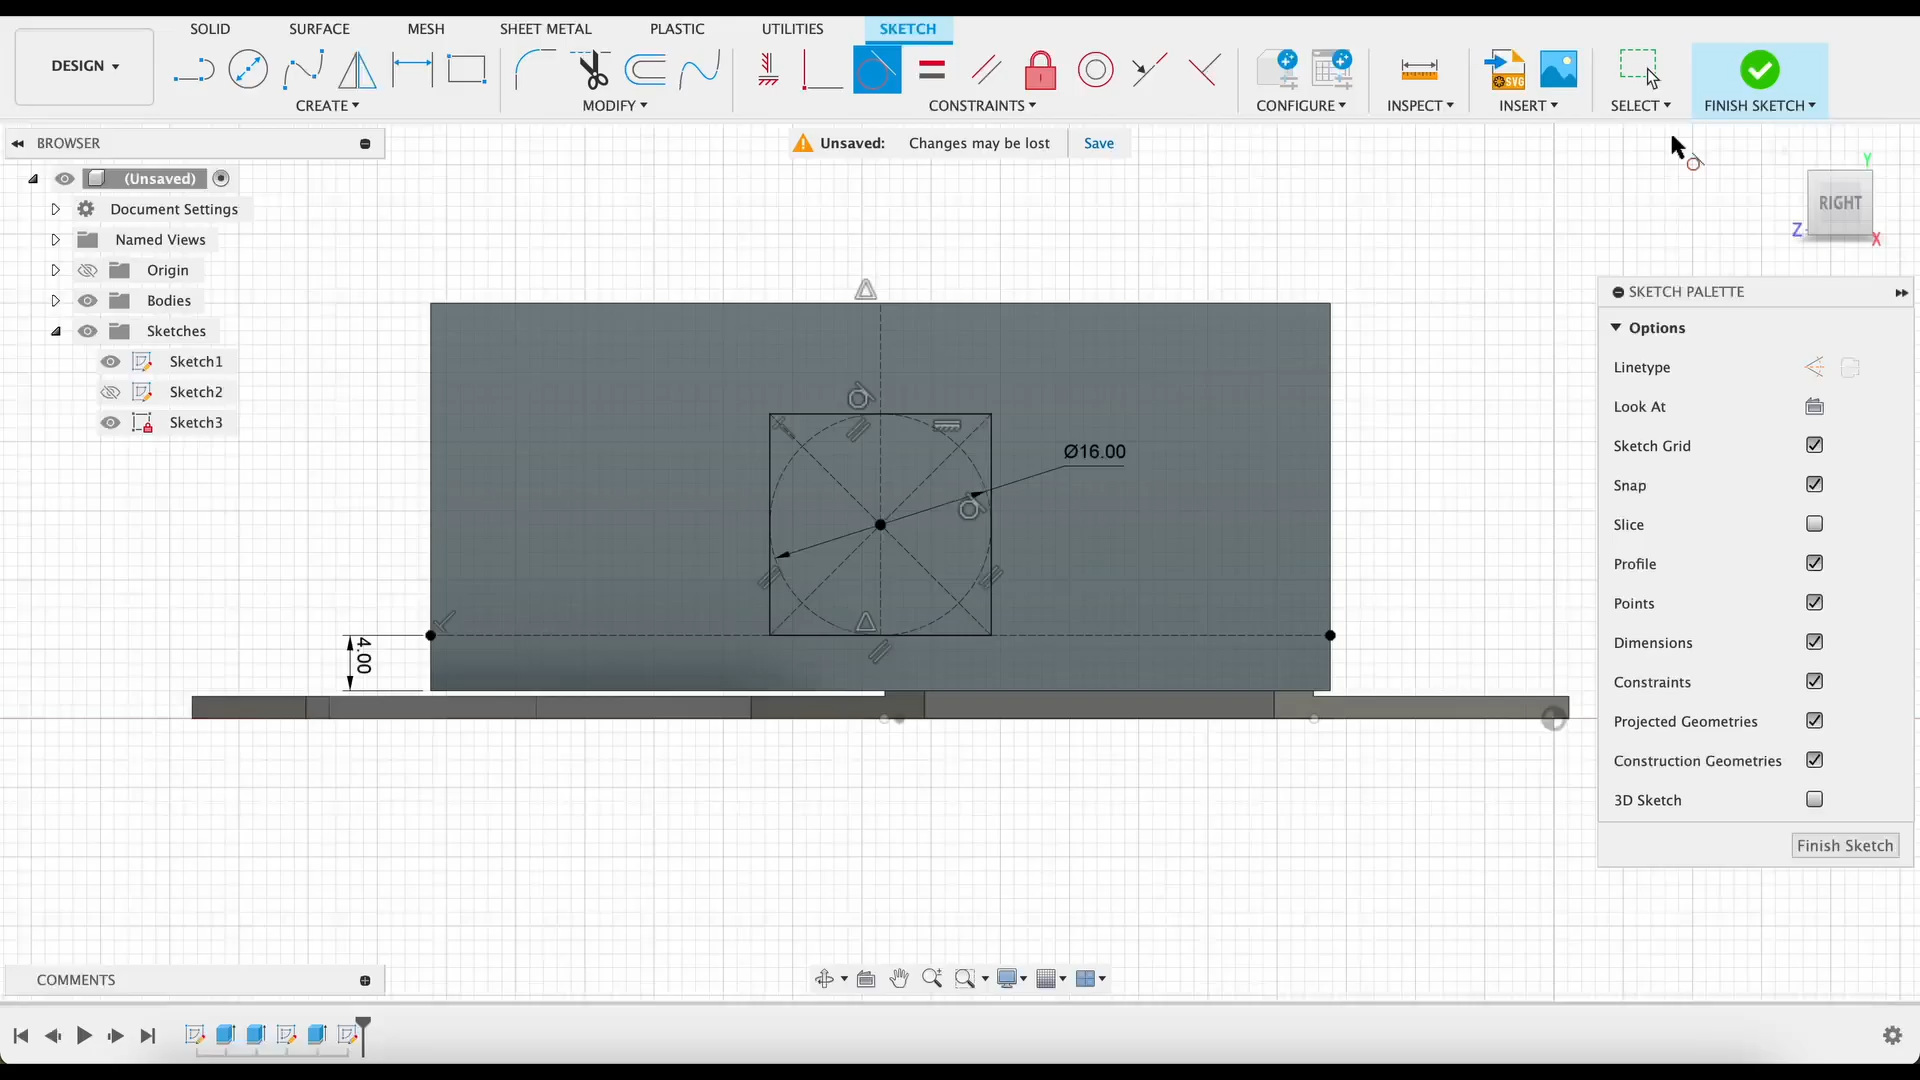 SOLID SURFACE MESH SHEET METAL PLASTIC UTILITIES SKETCH
DESIGN
SVG
CREATE MODIFY CONSTRAINTS CONFIGURE INSPECT INSERT SELECT FINISH SKETCH
BROWSER
Unsaved: Changes may be lost Save
(Unsaved)
Document Settings
Named Views
Origin
Bodies
Sketches
Sketch1
Sketch2
Sketch3
Y
RIGHT
Z
X
Ø16.00
4.00
SKETCH PALETTE
Options
Linetype
Look At
Sketch Grid
Snap
Slice
Profile
Points
Dimensions
Constraints
Projected Geometries
Construction Geometries
3D Sketch
Finish Sketch
COMMENTS